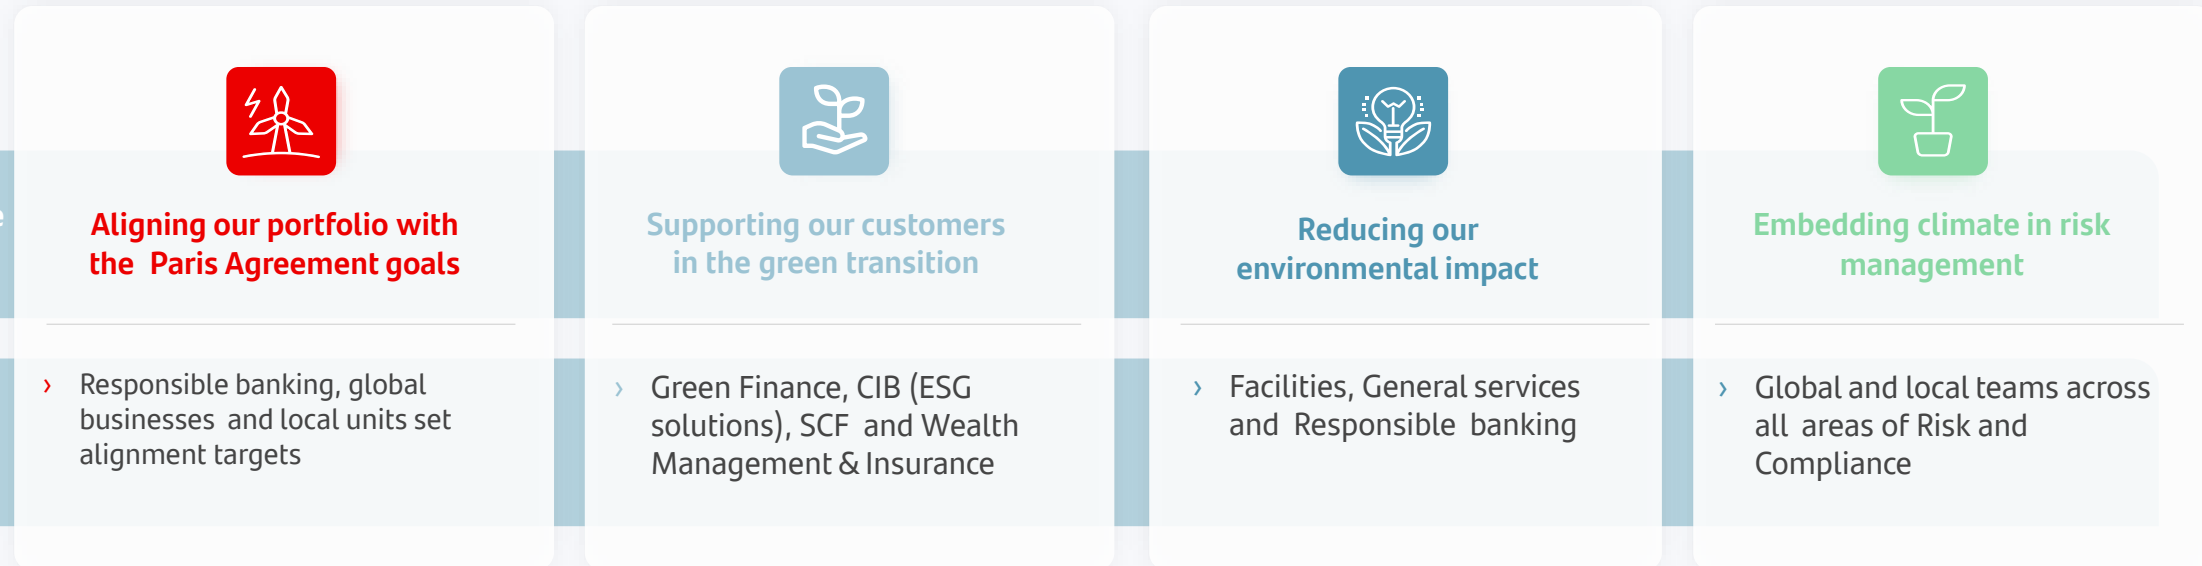 Aligning our portfolio with
the Paris Agreement goals
Responsible banking, global
businesses and local units set
alignment targets
Supporting our customers
in the green transition
Green Finance, CIB (ESG
solutions), SCF and Wealth
Management & Insurance
Reducing our
environmental impact
Facilities, General services
and Responsible banking
Embedding climate in risk
management
Global and local teams across
all areas of Risk and
Compliance